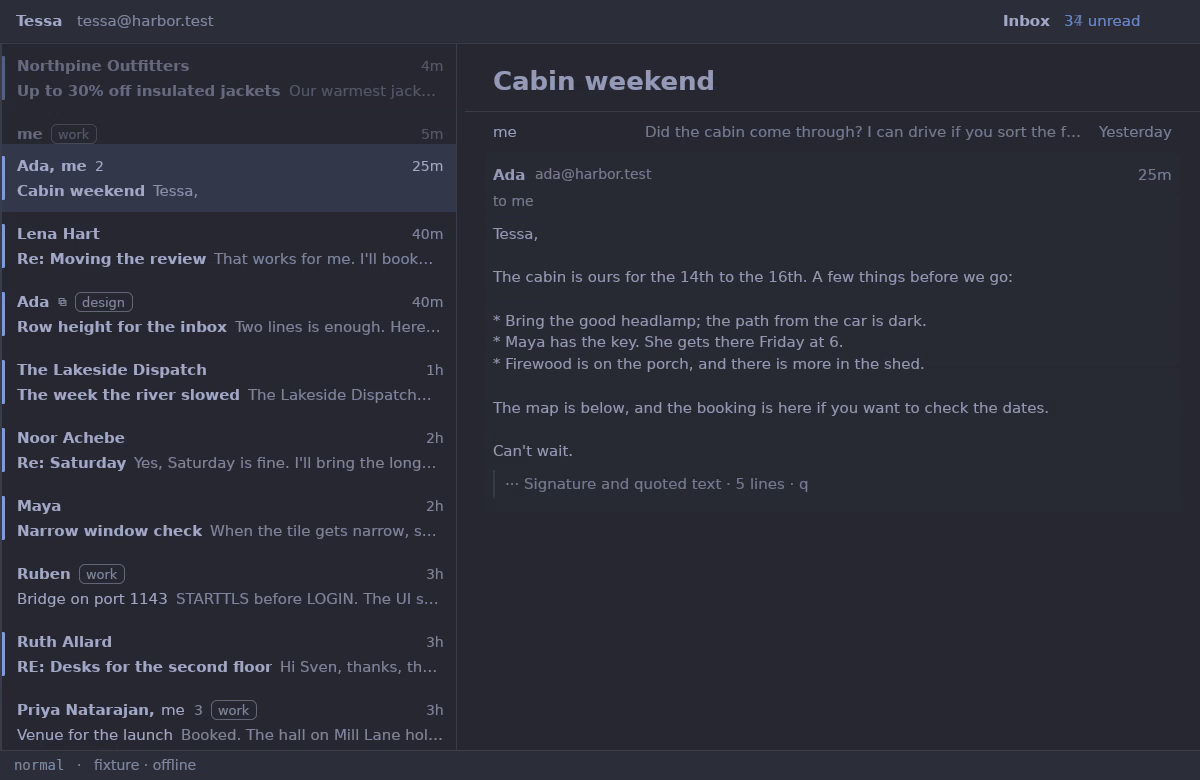 Tessa tessa@harbor.test
Inbox unread
Northpine Outfitters 4m
Up to 30% off insulated jackets Our warmest jack…
me work 5m
Ada, me 2 25m
Cabin weekend Tessa,
Lena Hart 40m
Re: Moving the review That works for me. I'll book…
Ada design 40m
Row height for the inbox Two lines is enough. Here…
The Lakeside Dispatch 1h
The week the river slowed The Lakeside Dispatch…
Noor Achebe 2h
Re: Saturday Yes, Saturday is fine. I'll bring the long…
Maya 2h
Narrow window check When the tile gets narrow, s…
Ruben work 3h
Bridge on port 1143 STARTTLS before LOGIN. The UI s…
Ruth Allard 3h
RE: Desks for the second floor Hi Sven, thanks, th…
Priya Natarajan, me 3 work 3h
Venue for the launch Booked. The hall on Mill Lane hol…
Cabin weekend
me Did the cabin come through? I can drive if you sort the f… Yesterday
Ada ada@harbor.test 25m
to me
Tessa,
The cabin is ours for the 14th to the 16th. A few things before we go:
* Bring the good headlamp; the path from the car is dark.
* Maya has the key. She gets there Friday at 6.
* Firewood is on the porch, and there is more in the shed.
The map is below, and the booking is here if you want to check the dates.
Can't wait.
··· Signature and quoted text · 5 lines · q
normal · fixture · offline